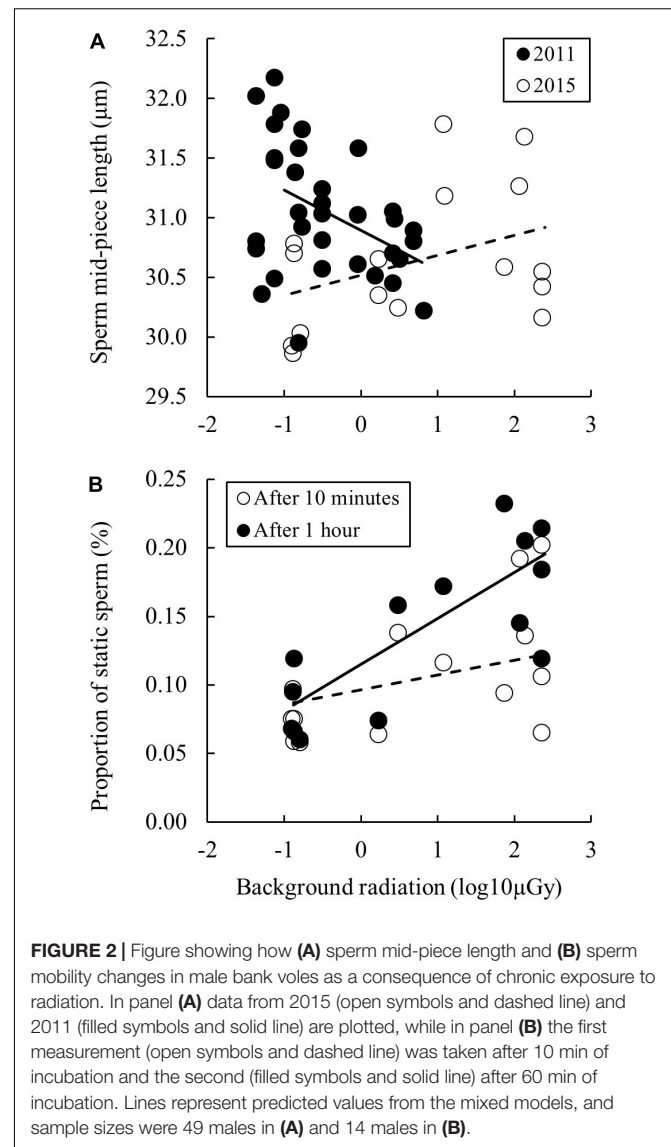 A
32.5
32.0
31.5
31.0
30.5
30.0
29.5
Sperm mid-piece length (μm)
2011
2015
-2 -1 0 1 2 3
B
0.25
0.20
0.15
0.10
0.05
0.00
Proportion of static sperm (%)
After 10 minutes
After 1 hour
-2 -1 0 1 2 3
Background radiation (log10μGy)
FIGURE 2 | Figure showing how (A) sperm mid-piece length and (B) sperm
mobility changes in male bank voles as a consequence of chronic exposure to
radiation. In panel (A) data from 2015 (open symbols and dashed line) and
2011 (filled symbols and solid line) are plotted, while in panel (B) the first
measurement (open symbols and dashed line) was taken after 10 min of
incubation and the second (filled symbols and solid line) after 60 min of
incubation. Lines represent predicted values from the mixed models, and
sample sizes were 49 males in (A) and 14 males in (B).